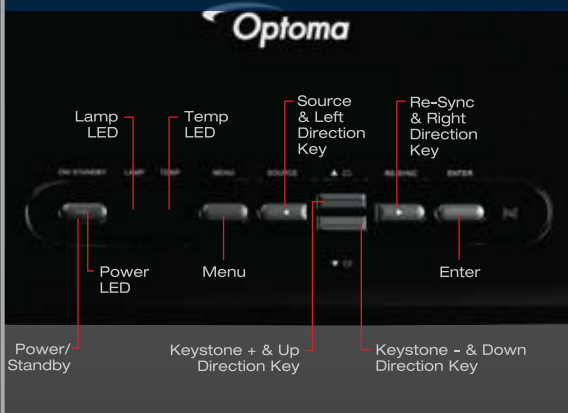 Optoma
Source
& Left
Direction
Key
Re-Sync
& Right
Direction
Key
Lamp
LED
Temp
LED
ON/STANDBY
LAMP
TEMP
MENU
SOURCE
RE-SYNC
ENTER
Power
LED
Menu
Enter
Power/
Standby
Keystone + & Up
Direction Key
Keystone - & Down
Direction Key